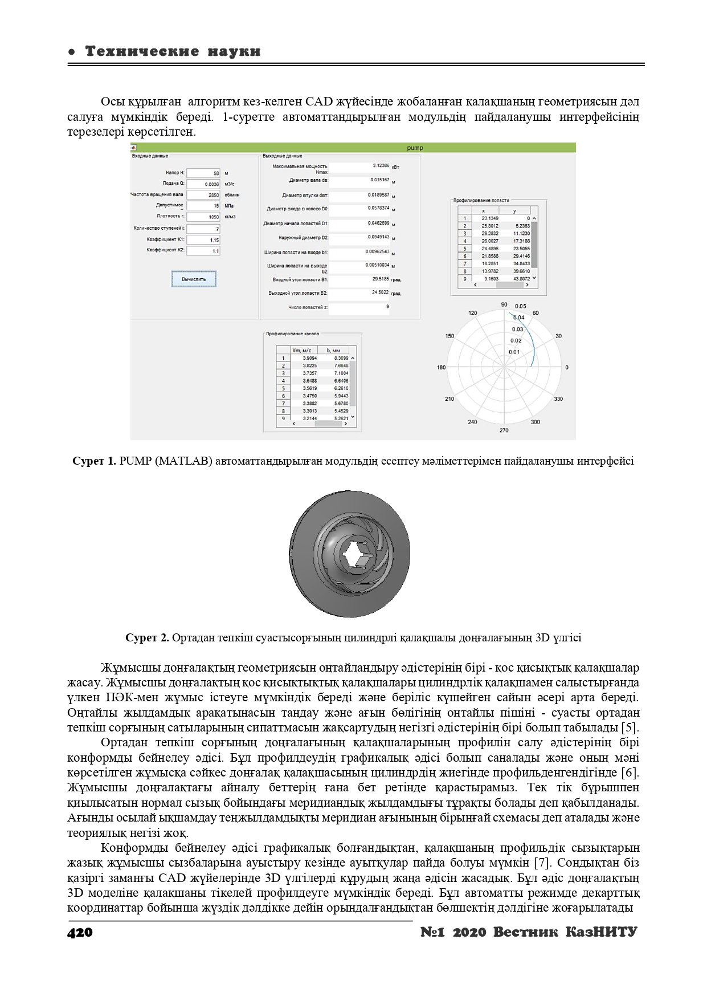 • Технические науки
Осы құрылған алгоритм кез-келген CAD жүйесінде жобаланған қалақшаның геометриясын дәл
салуға мүмкіндік береді. 1-суретте автоматтандырылған модульдің пайдаланушы интерфейсінің
терезелері көрсетілген.
pump
Входные данные
Напор H: 58 м
Подача Q: 0.0036 м3/с
Частота вращения вала 2850 об/мин
Допустимое 15 МПа
Плотность r: 1050 кг/м3
Количество ступеней i: 7
Коэффициент K1: 1.15
Коэффициент K2: 1.1
Вычислить
Выходные данные
Максимальная мощность Nmax: 3.12386 кВт
Диаметр вала dв: 0.015167 м
Диаметр втулки dвт: 0.0189587 м
Диаметр входа в колесо D0: 0.0578374 м
Диаметр начала лопастей D1: 0.0462699 м
Наружный диаметр D2: 0.0949143 м
Ширина лопасти на входе b1: 0.00962543 м
Ширина лопасти на выходе b2: 0.00510034 м
Входной угол лопасти B1: 29.5185 град.
Выходной угол лопасти B2: 24.5022 град.
Число лопастей z: 9
Профилирование лопасти
x y
1 23.1349 0
2 25.3012 5.2363
3 26.2832 11.1230
4 26.0027 17.3188
5 24.4896 23.5055
6 21.8588 29.4146
7 18.2851 34.8433
8 13.9782 39.6610
9 9.1603 43.8072
Профилирование канала
Vm, м/с b, мм
1 3.9094 8.3699
2 3.8225 7.6648
3 3.7357 7.1004
4 3.6488 6.6406
5 3.5619 6.2610
6 3.4750 5.9443
7 3.3882 5.6780
8 3.3013 5.4529
9 3.2144 5.2621
90 0.05
120 0.04 60
150 0.03 30
0.02
0.01
180 0
210 330
240 300
270
Сурет 1. PUMP (MATLAB) автоматтандырылған модульдің есептеу мәліметтерімен пайдаланушы интерфейсі
Сурет 2. Ортадан тепкіш суастысорғының цилиндрлі қалақшалы доңғалағының 3D үлгісі
Жұмысшы доңғалақтың геометриясын оңтайландыру әдістерінің бірі - қос қисықтық қалақшалар
жасау. Жұмысшы доңғалақтың қос қисықтықтық қалақшалары цилиндрлік қалақшамен салыстырғанда
үлкен ПӘК-мен жұмыс істеуге мүмкіндік береді және беріліс күшейген сайын әсері арта береді.
Оңтайлы жылдамдық арақатынасын таңдау және ағын бөлігінің оңтайлы пішіні - суасты ортадан
тепкіш сорғының сатыларының сипаттмасын жақсартудың негізгі әдістерінің бірі болып табылады [5].
Ортадан тепкіш сорғының доңғалағының қалақшаларының профилін салу әдістерінің бірі
конформды бейнелеу әдісі. Бұл профилдеудің графикалық әдісі болып саналады және оның мәні
көрсетілген жұмысқа сәйкес доңғалақ қалақшасының цилиндрдің жиегінде профильденгендігінде [6].
Жұмысшы доңғалақтағы айналу беттерің ғана бет ретінде қарастырамыз. Тек тік бұрышпен
қиылысатын нормал сызық бойындағы меридиандық жылдамдығы тұрақты болады деп қабылданады.
Ағынды осылай ықшамдау теңжылдамдықты меридиан ағынының бірыңғай схемасы деп аталады және
теориялық негізі жоқ.
Конформды бейнелеу әдісі графикалық болғандықтан, қалақшаның профильдік сызықтарын
жазық жұмысшы сызбаларына ауыстыру кезінде ауытқулар пайда болуы мүмкін [7]. Сондықтан біз
қазіргі заманғы CAD жүйелерінде 3D үлгілерді құрудың жаңа әдісін жасадық. Бұл әдіс доңғалақтың
3D моделіне қалақшаны тікелей профилдеуге мүмкіндік береді. Бұл автоматты режимде декарттық
координаттар бойынша жүздік дәлдікке дейін орындалғандықтан бөлшектің дәлдігіне жоғарылатады
420 №1 2020 Вестник КазНИТУ